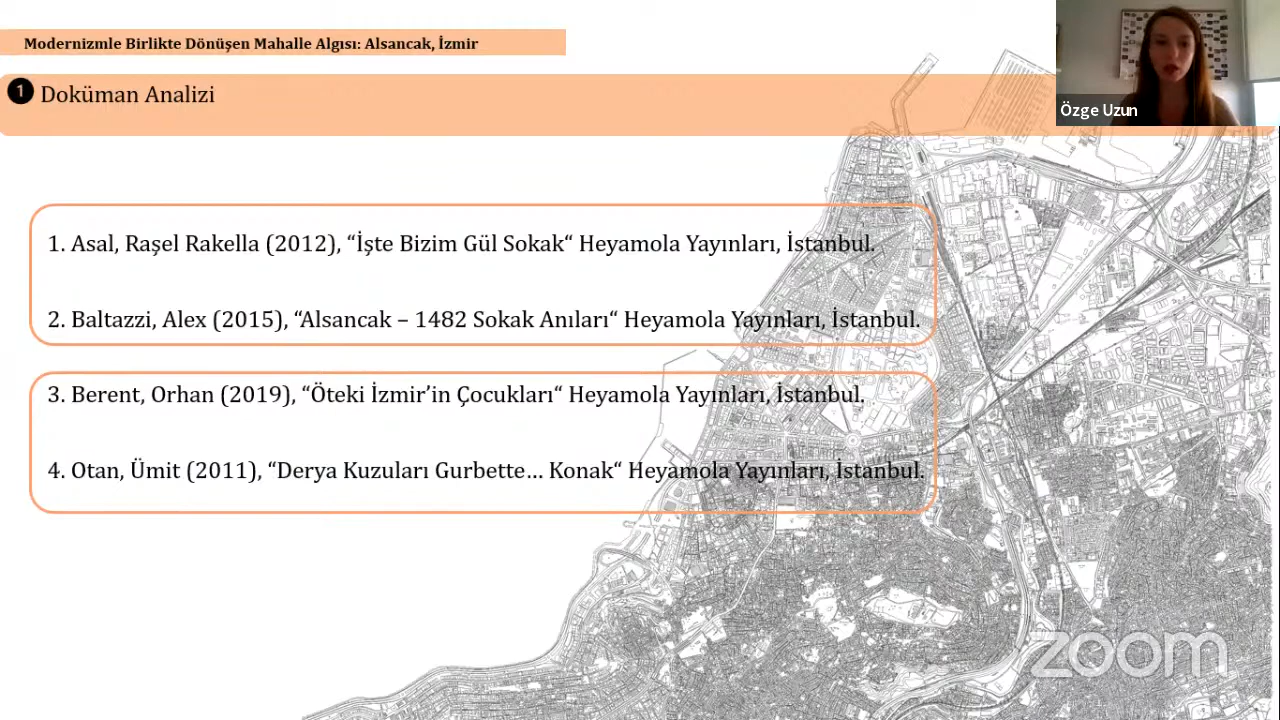 Modernizmle Birlikte Dönüşen Mahalle Algısı: Alsancak, İzmir
1 Doküman Analizi
Özge Uzun
1. Asal, Raşel Rakella (2012), “İşte Bizim Gül Sokak“ Heyamola Yayınları, İstanbul.
2. Baltazzi, Alex (2015), “Alsancak – 1482 Sokak Anıları“ Heyamola Yayınları, İstanbul.
3. Berent, Orhan (2019), “Öteki İzmir’in Çocukları“ Heyamola Yayınları, İstanbul.
4. Otan, Ümit (2011), “Derya Kuzuları Gurbette… Konak“ Heyamola Yayınları, İstanbul.
zoom